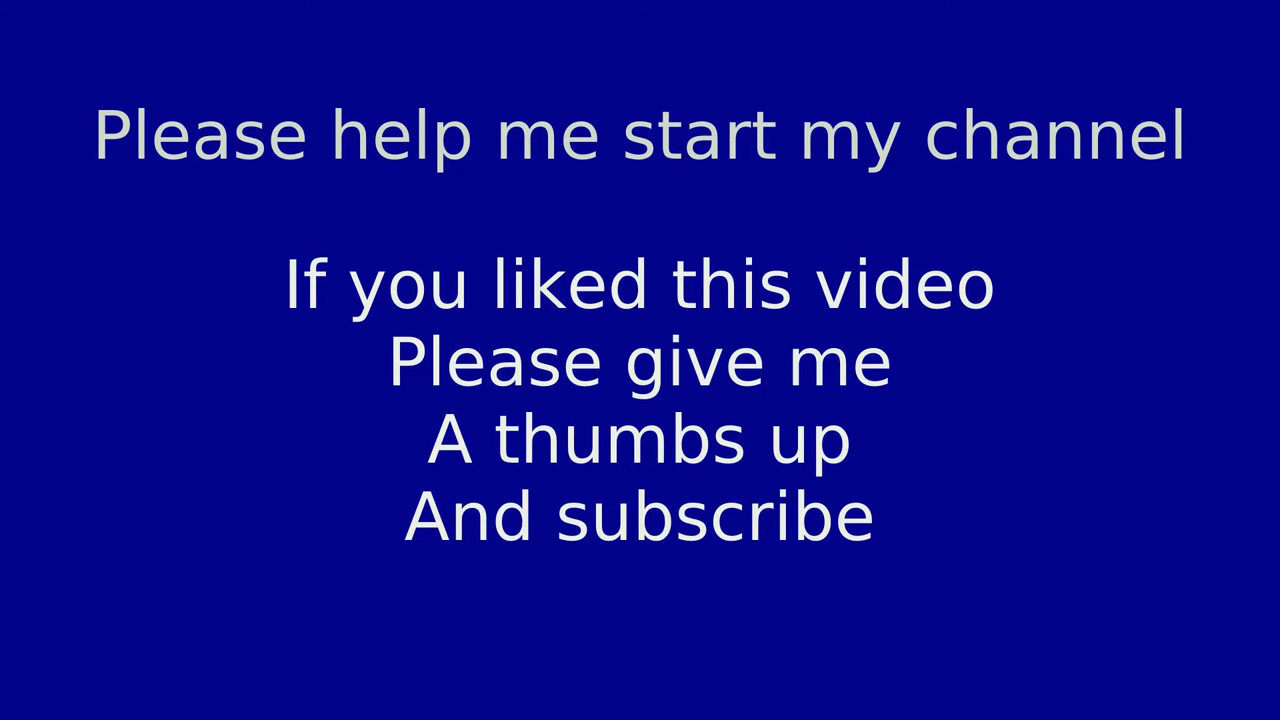 Please help me start my channel
If you liked this video
Please give me
A thumbs up
And subscribe